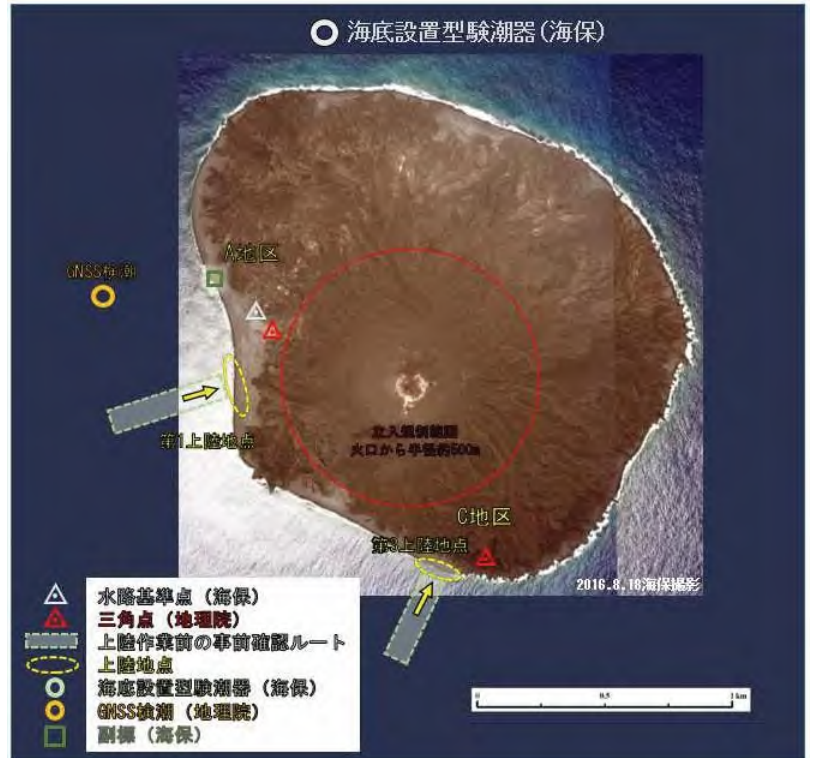 海底設置型験潮器(海保)
A地区
GNSS検潮
第1上陸地点
立入規制範囲
火口から半径約500m
C地区
第3上陸地点
2016.8.18海保撮影
水路基準点(海保)
三角点(地理院)
上陸作業前の事前確認ルート
上陸地点
海底設置型験潮器(海保)
GNSS検潮(地理院)
副標(海保)
0 0.5 1 km